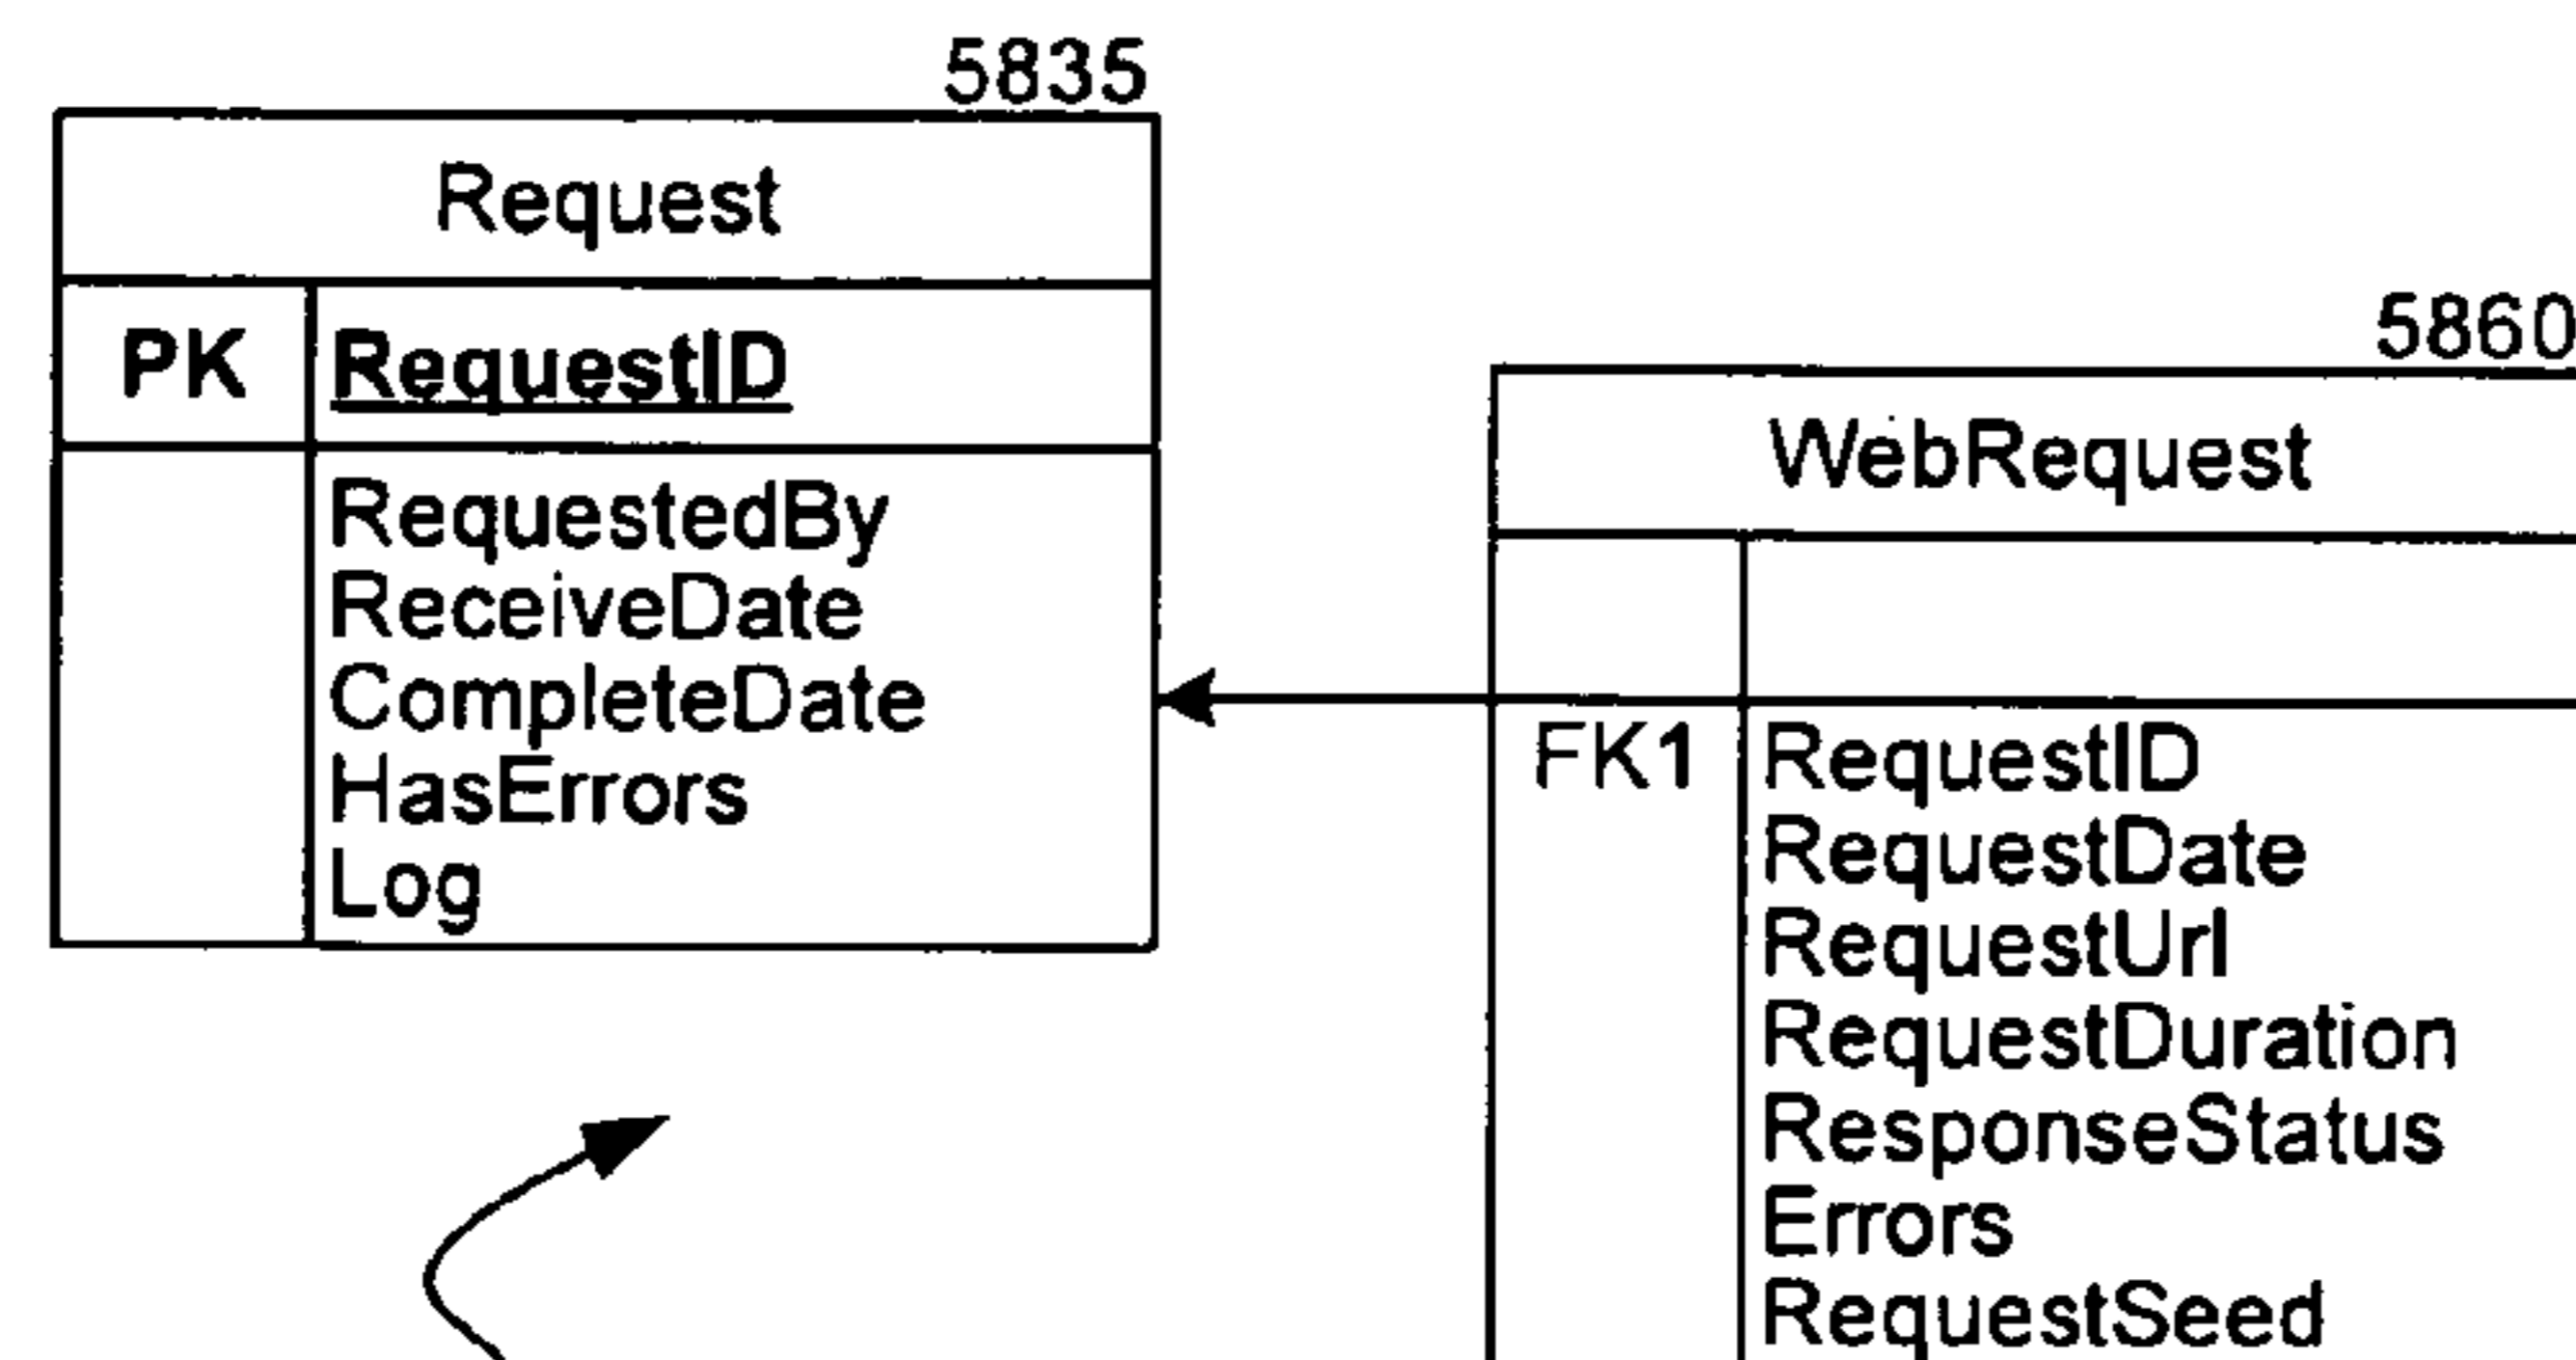 5835
Request
PK RequestID
RequestedBy
ReceiveDate
CompleteDate
HasErrors
Log
5860
WebRequest
FK1 RequestID
RequestDate
RequestUrl
RequestDuration
ResponseStatus
Errors
RequestSeed